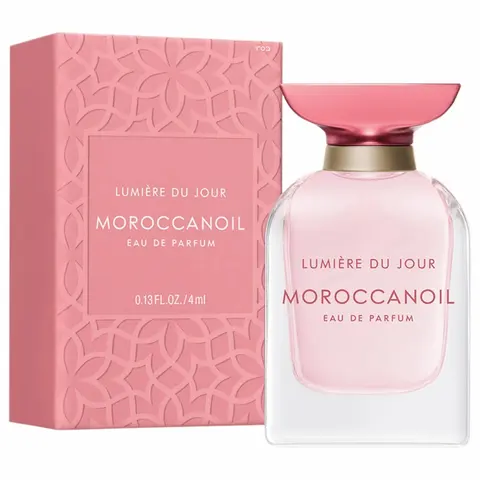 LUMIÈRE DU JOUR
MOROCCANOIL
EAU DE PARFUM
0.13 FL.OZ./4ml
LUMIÈRE DU JOUR
MOROCCANOIL
EAU DE PARFUM